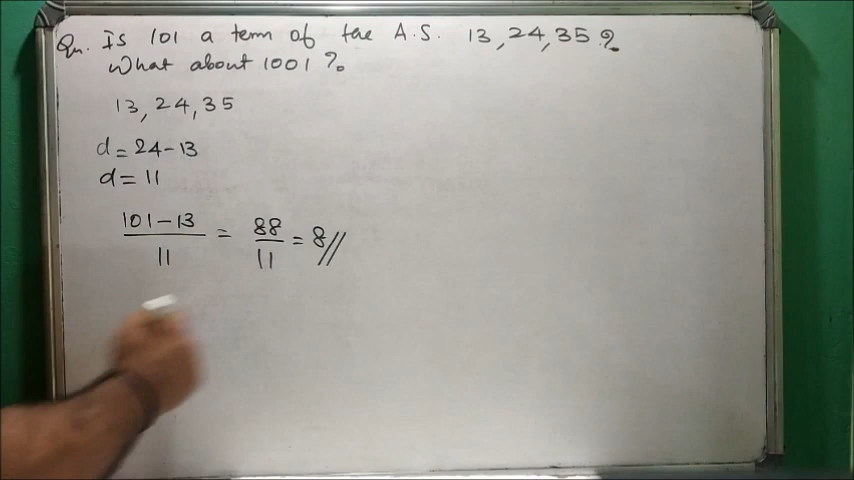 Qn. Is 101 a term of the A.S. 13, 24, 35 ?
What about 1001 ?
13, 24, 35
d = 24 - 13
d = 11
101 - 13 / 11 = 88 / 11 = 8 //